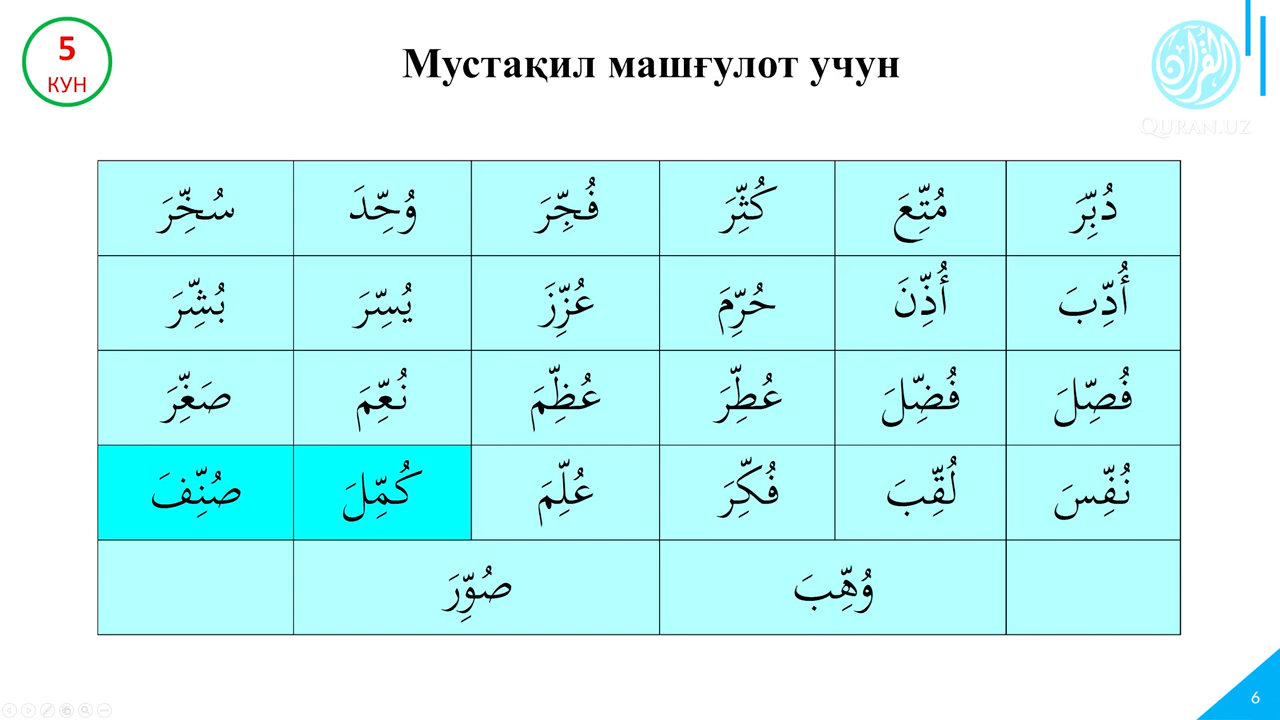 5
КУН
Мустақил машғулот учун
QURAN.UZ
دُبِّرَ مُتِّعَ كُثِّرَ فُجِّرَ وُحِّدَ سُخِّرَ
أُدِّبَ أُذِّنَ حُرِّمَ عُزِّزَ يُسِّرَ بُشِّرَ
فُصِّلَ فُضِّلَ عُطِّرَ عُظِّمَ نُعِّمَ صَغِّرَ
نُفِّسَ لُقِّبَ فُكِّرَ عُلِّمَ كُمِّلَ صُنِّفَ
وُهِّبَ صُوِّرَ
6